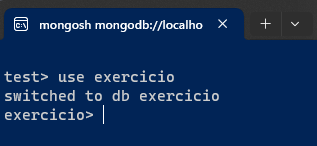 mongosh mongodb://localho
test> use exercicio
switched to db exercicio
exercicio>